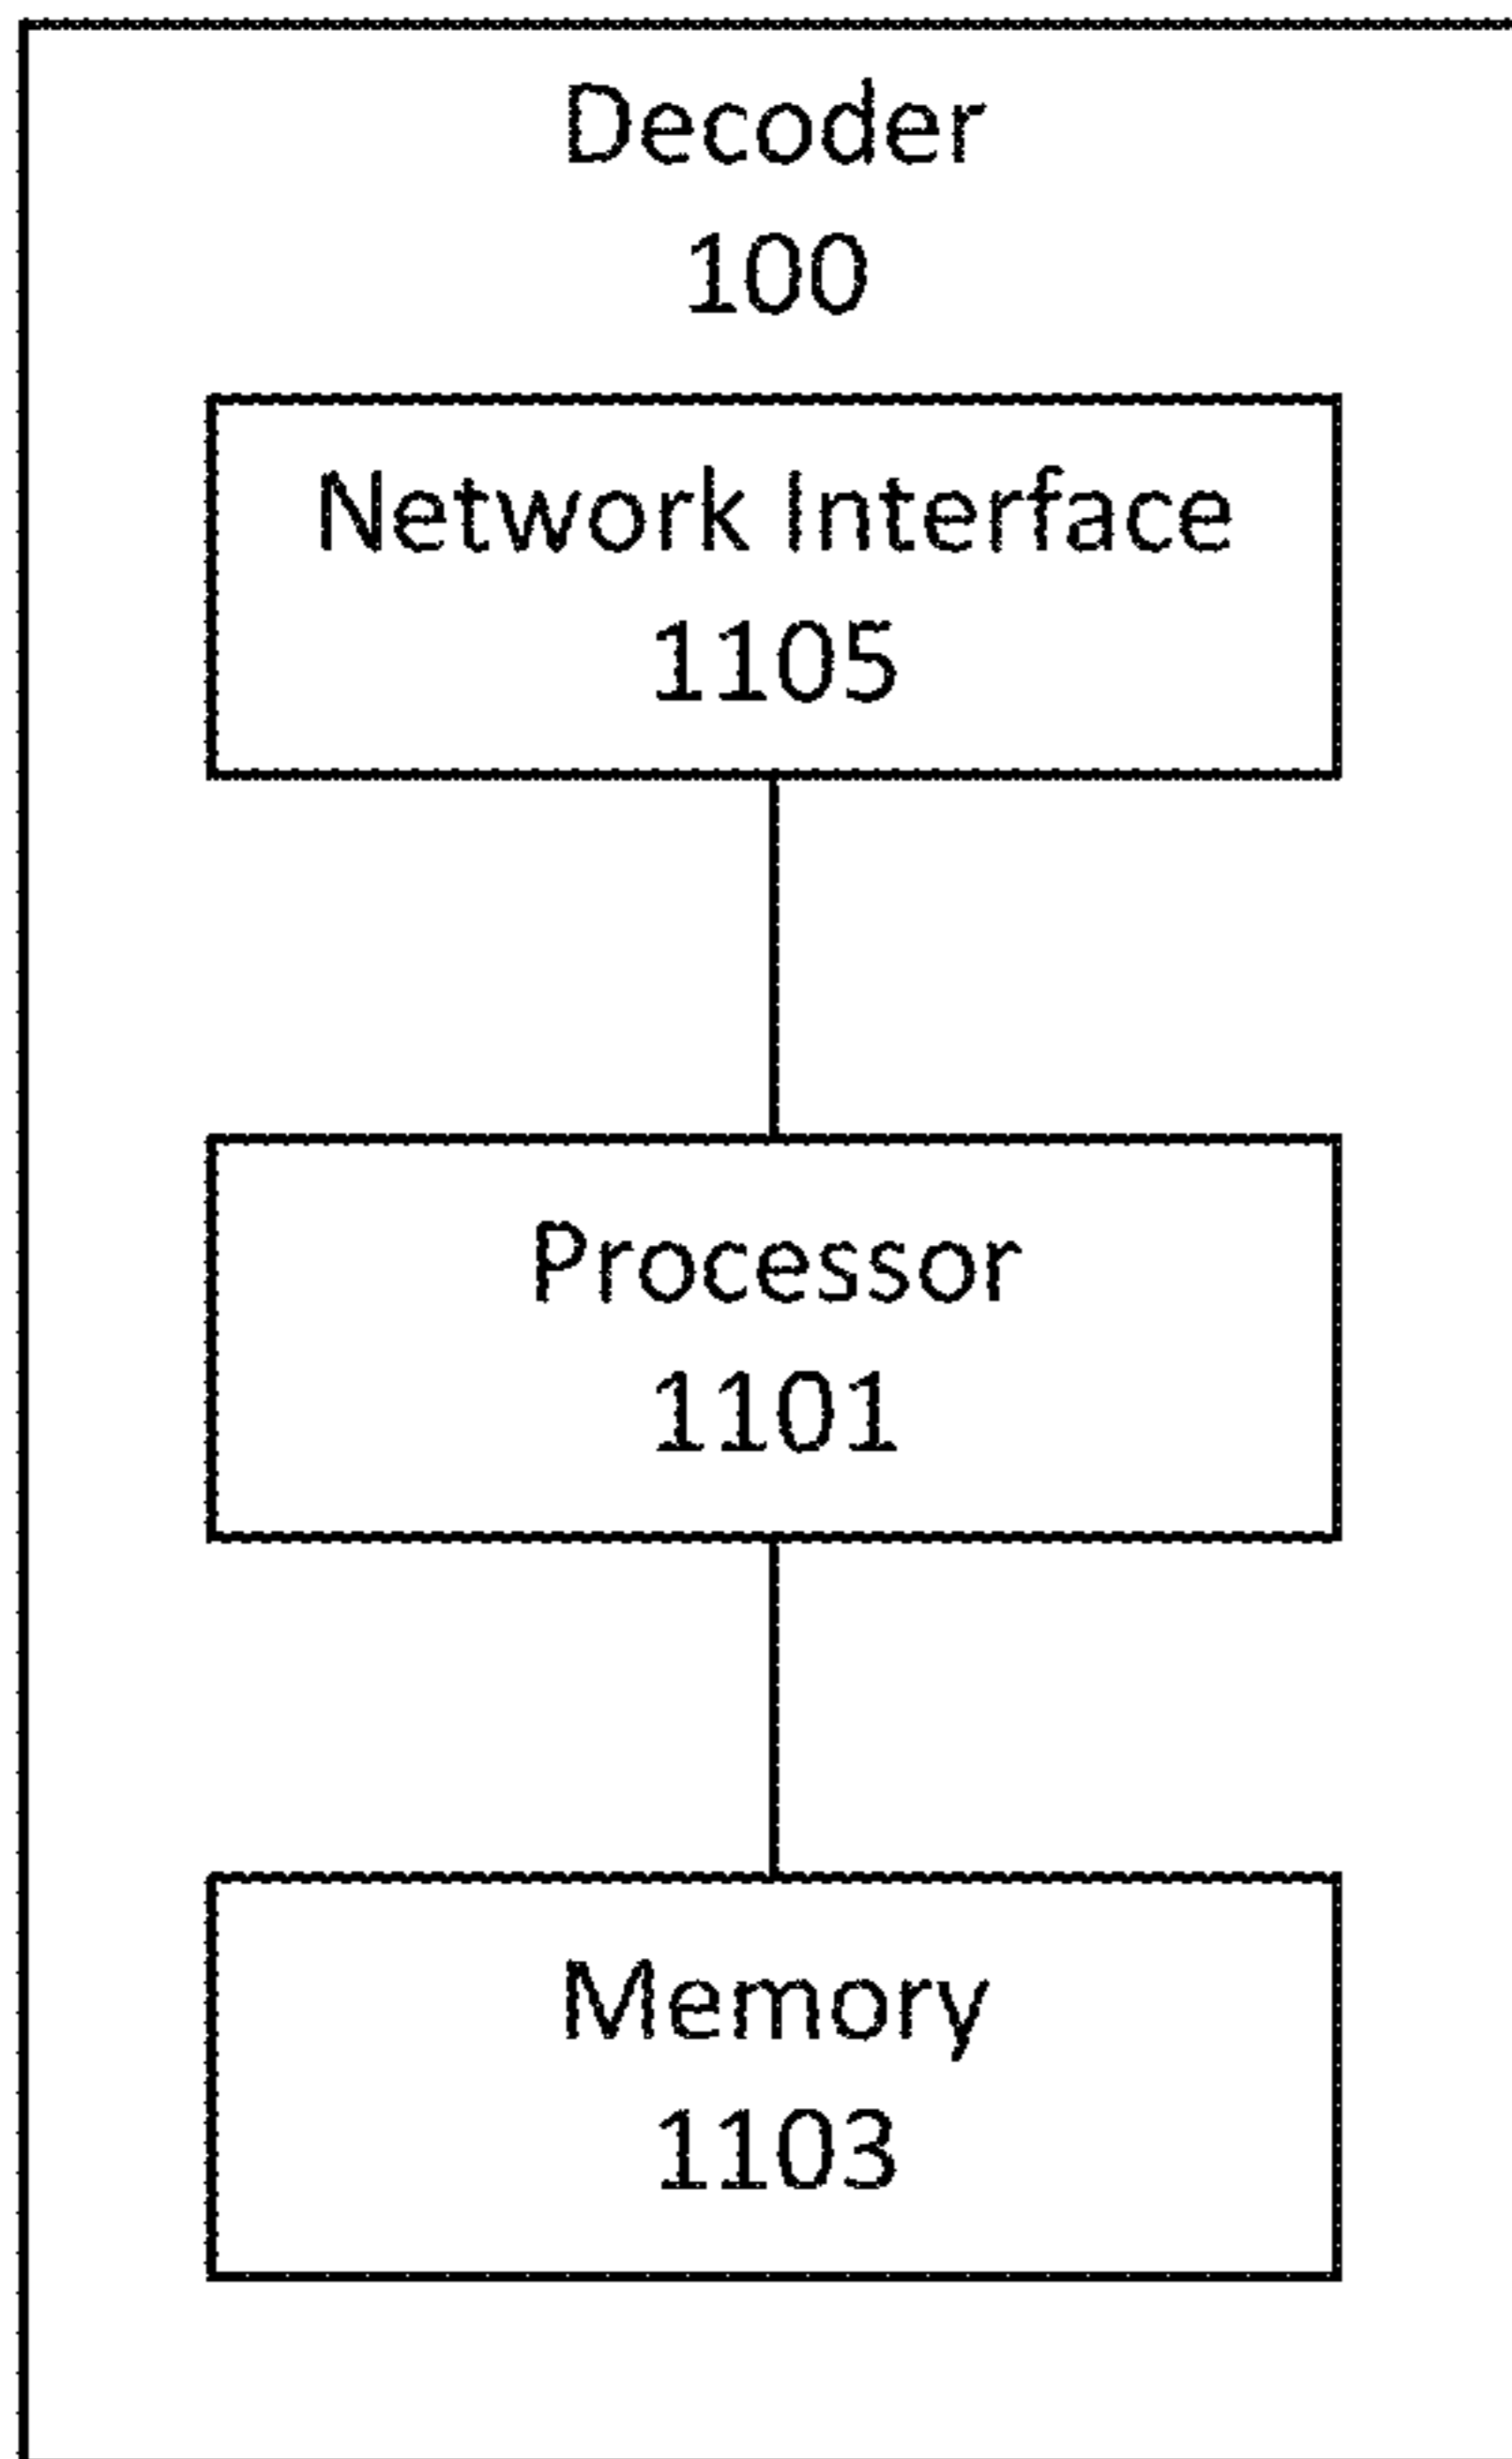 Decoder
100
Network Interface
1105
Processor
1101
Memory
1103